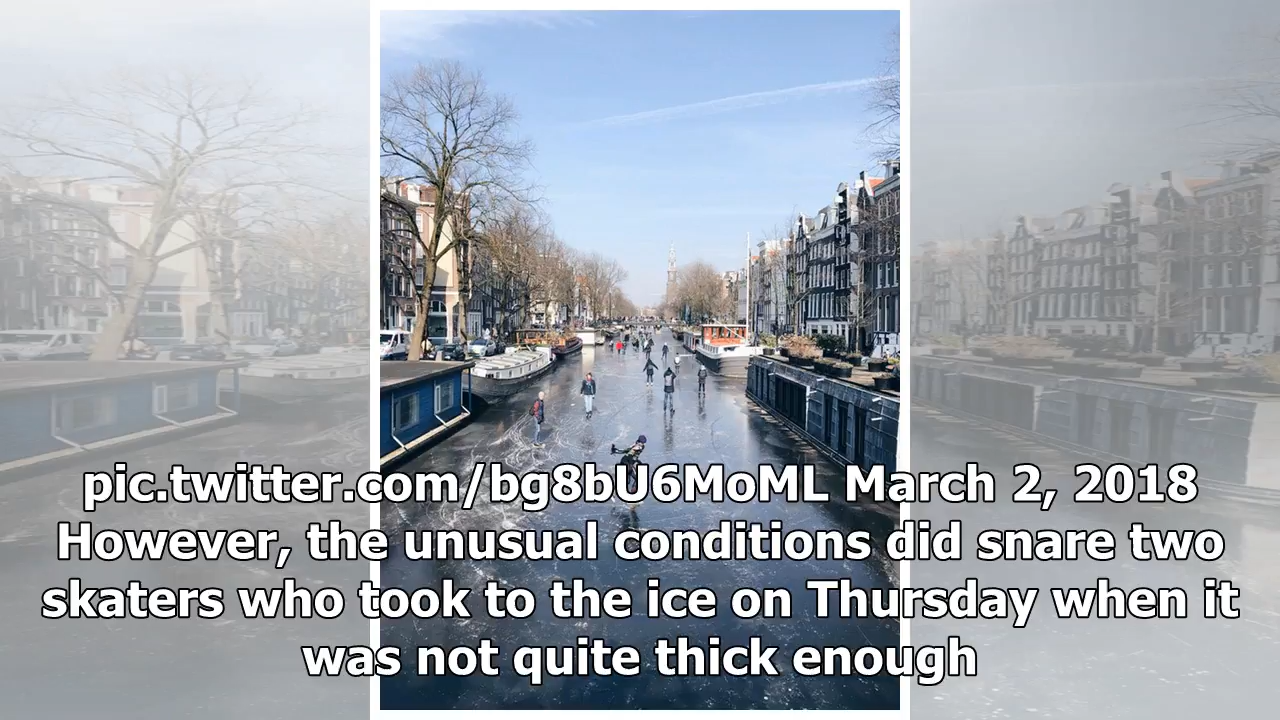 pic.twitter.com/bg8bU6MoML March 2, 2018
However, the unusual conditions did snare two
skaters who took to the ice on Thursday when it
was not quite thick enough